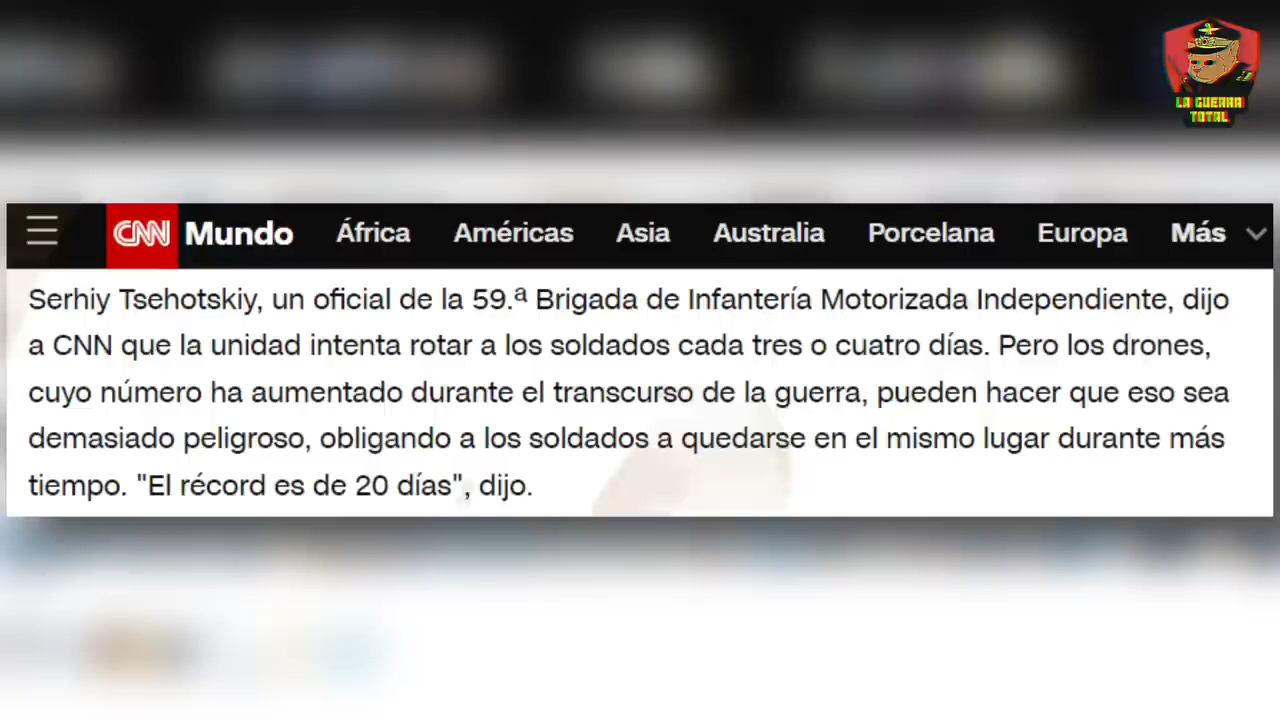 LA GUERRA
TOTAL
CNN Mundo África Américas Asia Australia Porcelana Europa Más
Serhiy Tsehotskiy, un oficial de la 59.ª Brigada de Infantería Motorizada Independiente, dijo
a CNN que la unidad intenta rotar a los soldados cada tres o cuatro días. Pero los drones,
cuyo número ha aumentado durante el transcurso de la guerra, pueden hacer que eso sea
demasiado peligroso, obligando a los soldados a quedarse en el mismo lugar durante más
tiempo. "El récord es de 20 días", dijo.